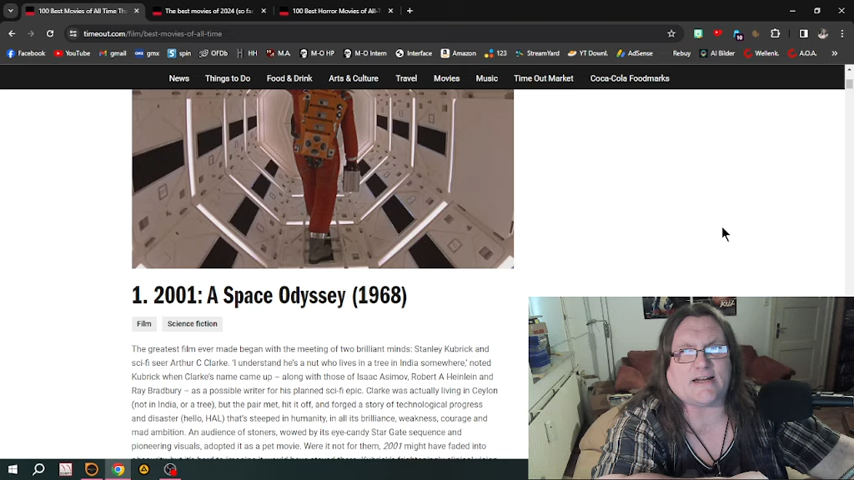 100 Best Movies of All Time Th
The best movies of 2024 (so fa
100 Best Horror Movies of All-T
timeout.com/film/best-movies-of-all-time
Facebook YouTube gmail gmx spin OFDb M.A. M-O HP M-O Intern Interface Amazon 123 StreamYard YT Downl. AdSense Rebuy AI Bilder Wellenk. A.O.A.
News Things to Do Food & Drink Arts & Culture Travel Movies Music Time Out Market Coca-Cola Foodmarks
1. 2001: A Space Odyssey (1968)
Film Science fiction
The greatest film ever made began with the meeting of two brilliant minds: Stanley Kubrick and
sci-fi seer Arthur C Clarke. 'I understand he's a nut who lives in a tree in India somewhere,' noted
Kubrick when Clarke's name came up – along with those of Isaac Asimov, Robert A Heinlein and
Ray Bradbury – as a possible writer for his planned sci-fi epic. Clarke was actually living in Ceylon
(not in India, or a tree), but the pair met, hit it off, and forged a story of technological progress
and disaster (hello, HAL) that's steeped in humanity, in all its brilliance, weakness, courage and
mad ambition. An audience of stoners, wowed by its eye-candy Star Gate sequence and
pioneering visuals, adopted it as a pet movie. Were it not for them, 2001 might have faded into